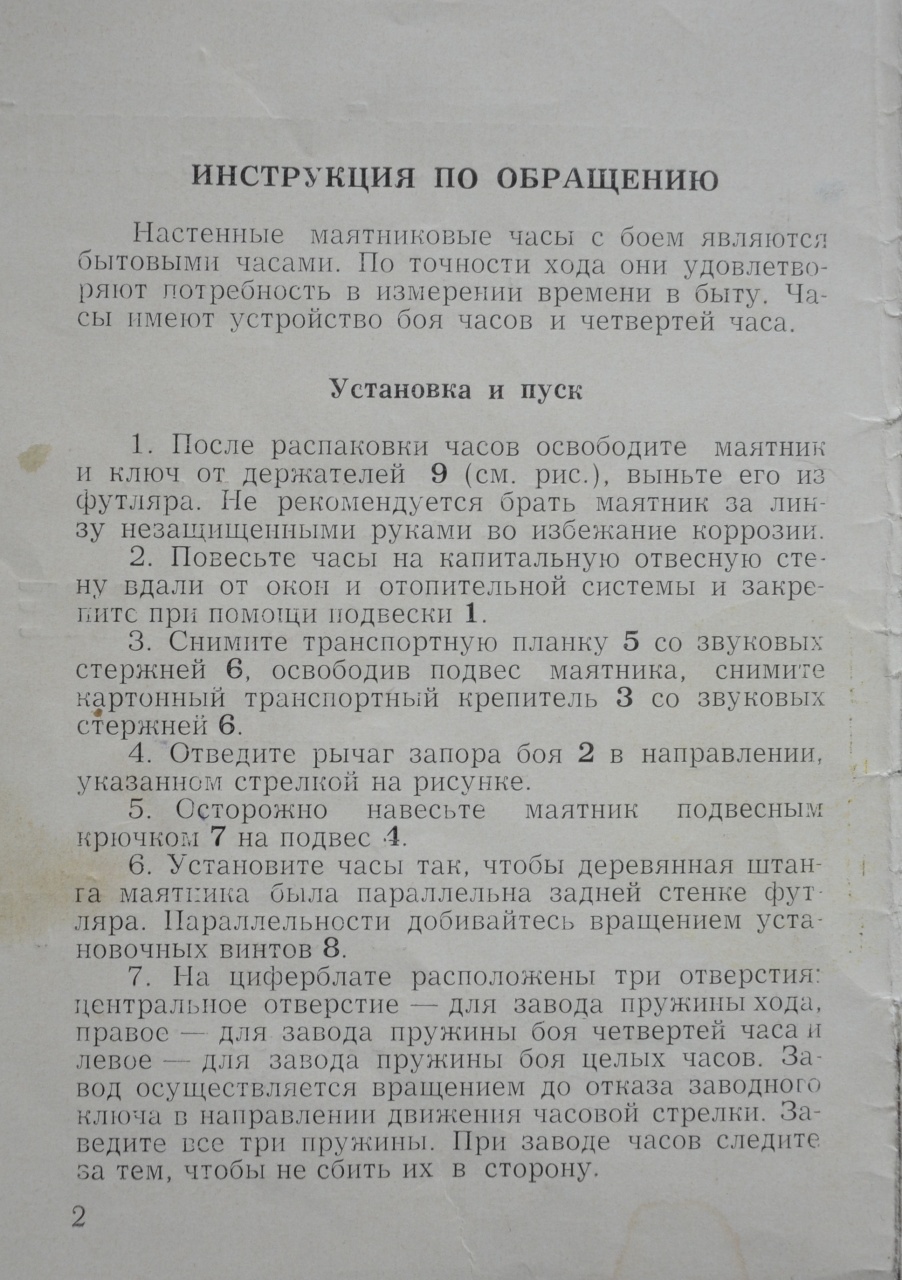 ИНСТРУКЦИЯ ПО ОБРАЩЕНИЮ
Настенные маятниковые часы с боем являются
бытовыми часами. По точности хода они удовлетво-
ряют потребность в измерении времени в быту. Ча-
сы имеют устройство боя часов и четвертей часа.
Установка и пуск
1. После распаковки часов освободите маятник
и ключ от держателей 9 (см. рис.), выньте его из
футляра. Не рекомендуется брать маятник за лин-
зу незащищенными руками во избежание коррозии.
2. Повесьте часы на капитальную отвесную сте-
ну вдали от окон и отопительной системы и закре-
пите при помощи подвески 1.
3. Снимите транспортную планку 5 со звуковых
стержней 6, освободив подвес маятника, снимите
картонный транспортный крепитель 3 со звуковых
стержней 6.
4. Отведите рычаг запора боя 2 в направлении,
указанном стрелкой на рисунке.
5. Осторожно навесьте маятник подвесным
крючком 7 на подвес 4.
6. Установите часы так, чтобы деревянная штан-
га маятника была параллельна задней стенке фут-
ляра. Параллельности добивайтесь вращением уста-
новочных винтов 8.
7. На циферблате расположены три отверстия:
центральное отверстие — для завода пружины хода,
правое — для завода пружины боя четвертей часа и
левое — для завода пружины боя целых часов. За-
вод осуществляется вращением до отказа заводного
ключа в направлении движения часовой стрелки. За-
ведите все три пружины. При заводе часов следите
за тем, чтобы не сбить их в сторону.
2